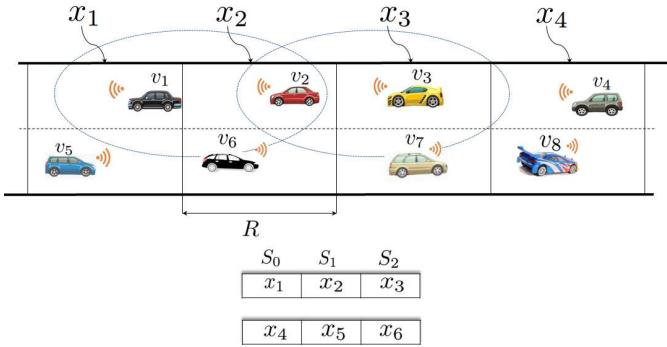 x₁ x₂ x₃ x₄
v₁ v₂ v₃ v₄
v₅ v₆ v₇ v₈
R
S₀ S₁ S₂
x₁ x₂ x₃
x₄ x₅ x₆